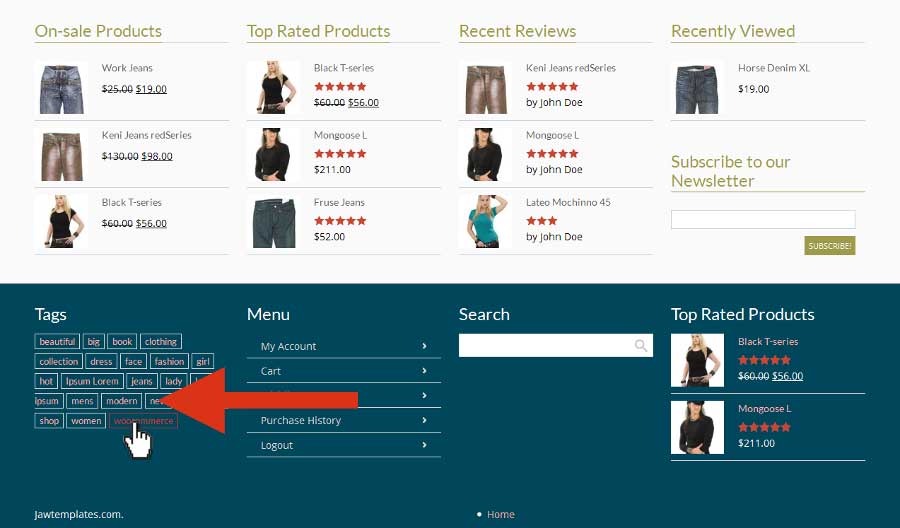 On-sale Products
Work Jeans
$25.00 $19.00
Keni Jeans redSeries
$130.00 $98.00
Black T-series
$60.00 $56.00
Top Rated Products
Black T-series
$60.00 $56.00
Mongoose L
$211.00
Fruse Jeans
$52.00
Recent Reviews
Keni Jeans redSeries
by John Doe
Mongoose L
by John Doe
Lateo Mochinno 45
by John Doe
Recently Viewed
Horse Denim XL
$19.00
Subscribe to our
Newsletter
SUBSCRIBE!
Tags
beautiful big book clothing
collection dress face fashion girl
hot Ipsum Lorem jeans lady
ipsum mens modern
shop women woocommerce
Menu
My Account
Cart
Purchase History
Logout
Search
Top Rated Products
Black T-series
$60.00 $56.00
Mongoose L
$211.00
Jawtemplates.com.
Home